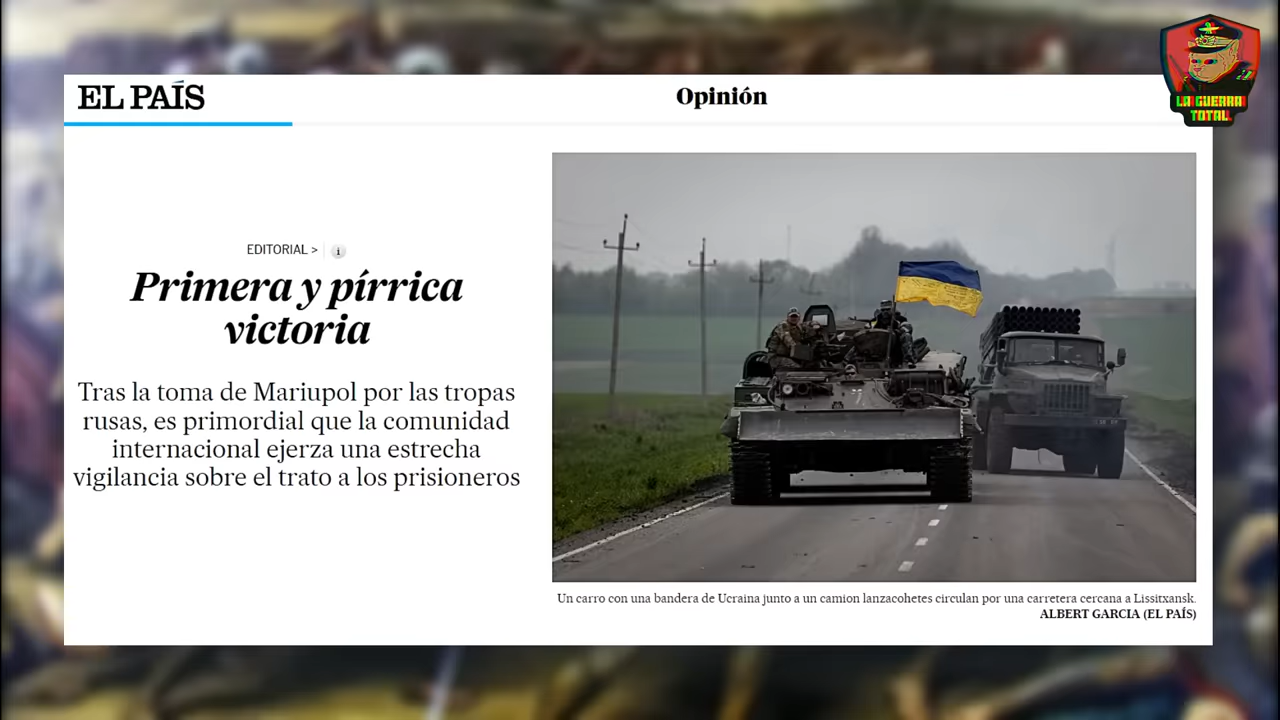 EL PAÍS
Opinión
LA GUERRA
TOTAL
EDITORIAL >
Primera y pírrica
victoria
Tras la toma de Mariupol por las tropas
rusas, es primordial que la comunidad
internacional ejerza una estrecha
vigilancia sobre el trato a los prisioneros
Un carro con una bandera de Ucraina junto a un camion lanzacohetes circulan por una carretera cercana a Lissitxansk.
ALBERT GARCIA (EL PAÍS)